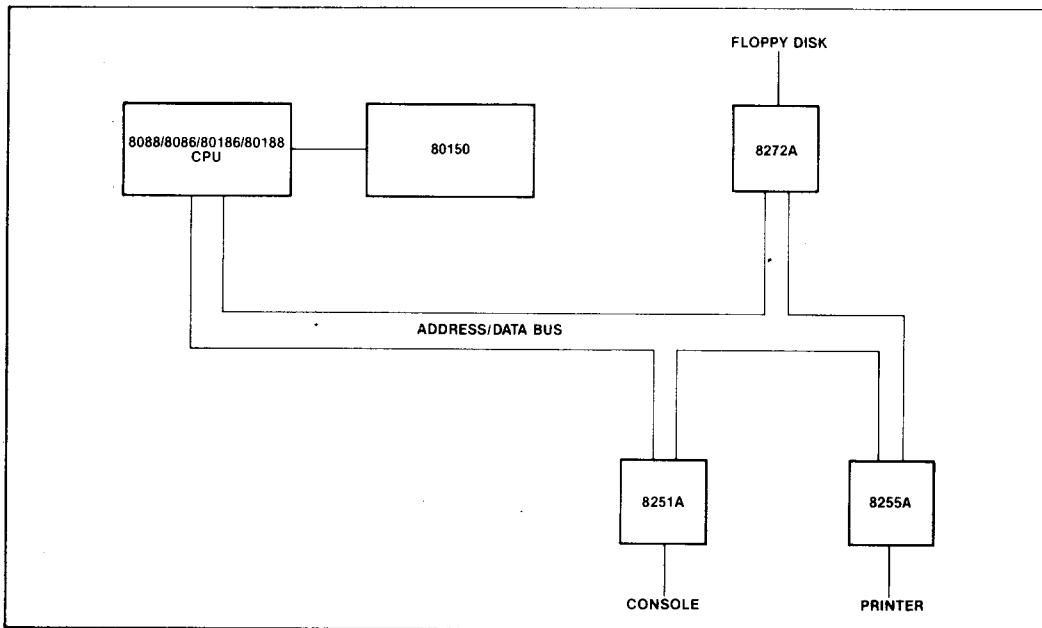 FLOPPY DISK
8088/8086/80186/80188
CPU
80150
8272A
ADDRESS/DATA BUS
8251A
8255A
CONSOLE
PRINTER